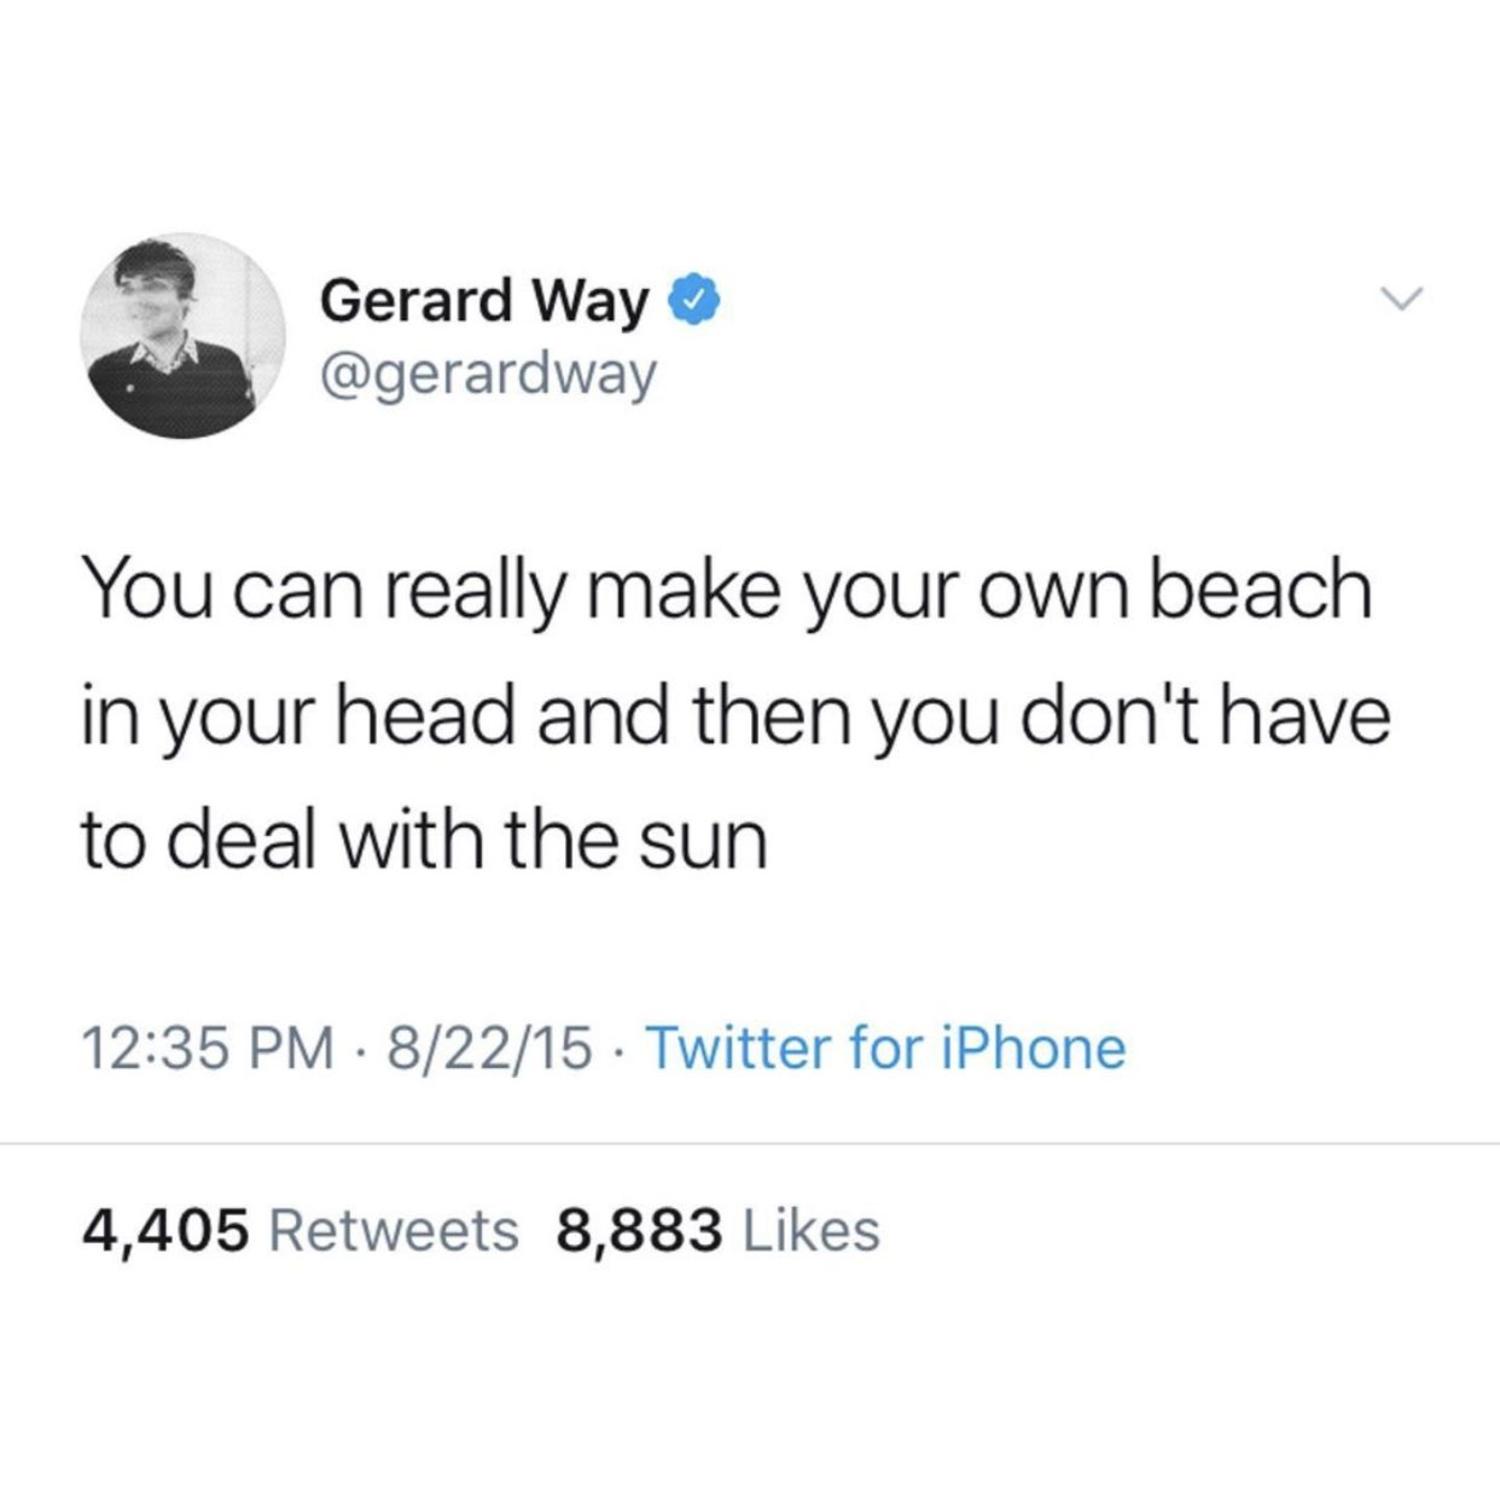 Gerard Way
@gerardway
You can really make your own beach
in your head and then you don't have
to deal with the sun
12:35 PM · 8/22/15 · Twitter for iPhone
4,405 Retweets 8,883 Likes